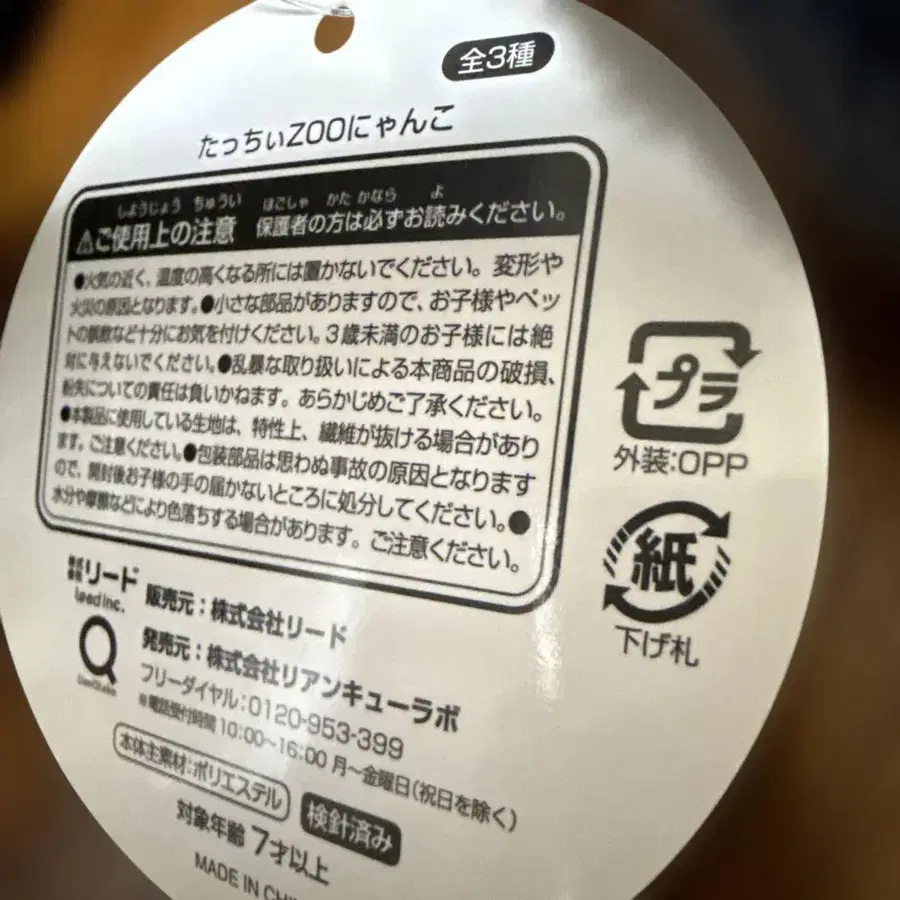 全3種
たっちぃZOOにゃんこ
しようじょう ちゅうい ほごしゃ かた かなら よ
⚠ご使用上の注意 保護者の方は必ずお読みください。
●火気の近く、温度の高くなる所には置かないでください。変形や
火災の原因となります。●小さな部品がありますので、お子様やペッ
トの誤飲など十分にお気を付けください。3歳未満のお子様には絶
対に与えないでください。●乱暴な取り扱いによる本商品の破損、
紛失についての責任は負いかねます。あらかじめご了承ください。
●本製品に使用している生地は、特性上、繊維が抜ける場合があり
ます。ご注意ください。●包装部品は思わぬ事故の原因となります
ので、開封後お子様の手の届かないところに処分してください。●
水分や摩擦などにより色落ちする場合があります。ご注意ください。
プラ
外装:OPP
紙
下げ札
株式会社リード
Lead inc.
販売元:株式会社リード
発売元:株式会社リアンキューラボ
フリーダイヤル:0120-953-399
※電話受付時間 10:00~16:00 月~金曜日(祝日を除く)
本体主素材:ポリエステル
検針済み
対象年齢 7才以上
MADE IN CHI